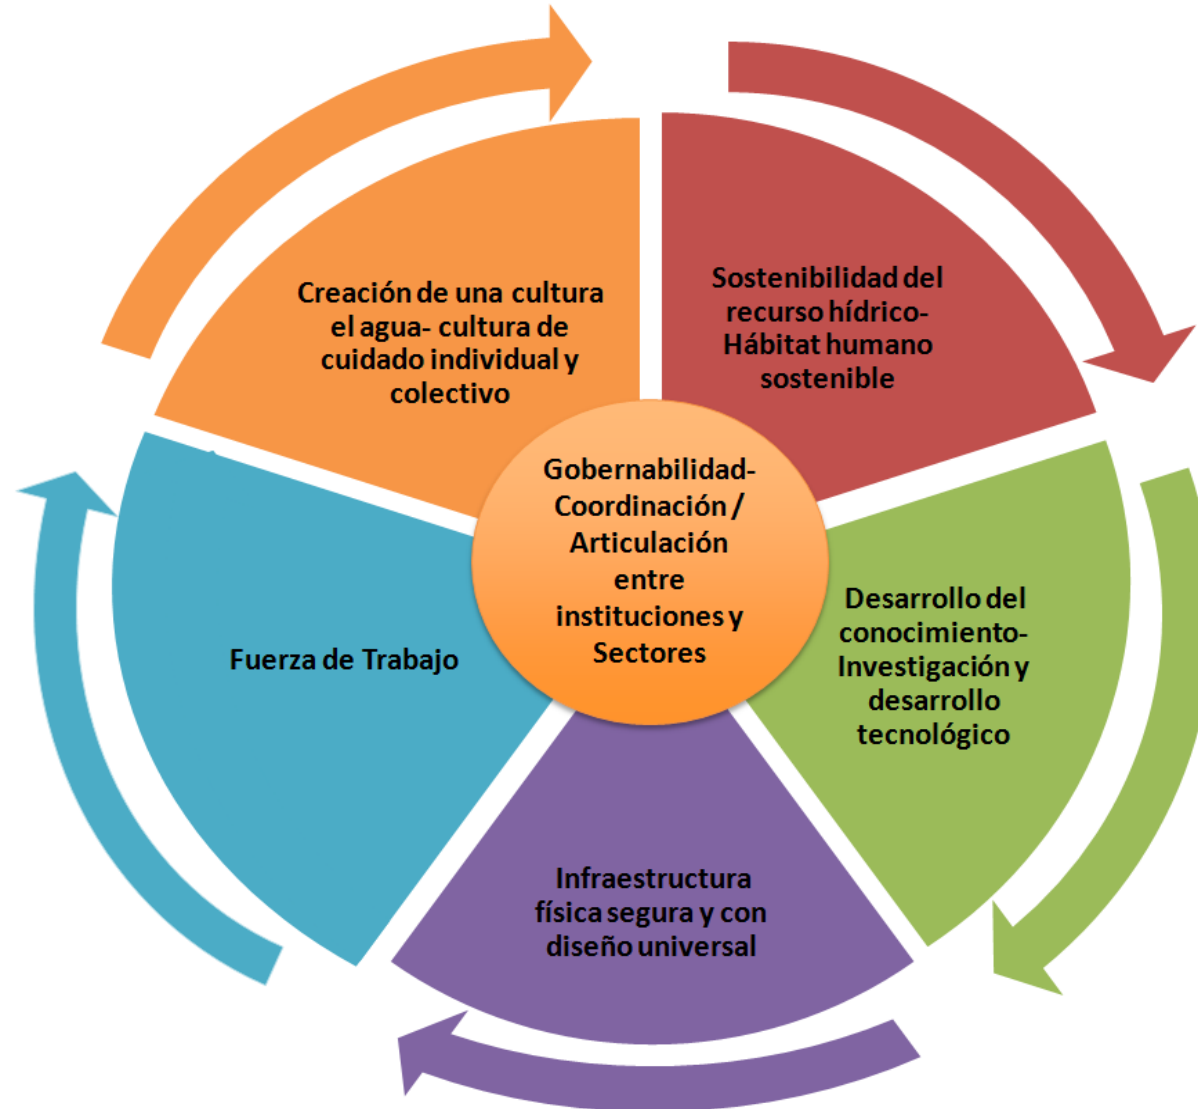 Creación de una cultura
el agua- cultura de
cuidado individual y
colectivo
Sostenibilidad del
recurso hídrico-
Hábitat humano
sostenible
Gobernabilidad-
Coordinación /
Articulación
entre
instituciones y
Sectores
Desarrollo del
conocimiento-
Investigación y
desarrollo
tecnológico
Fuerza de Trabajo
Infraestructura
física segura y con
diseño universal